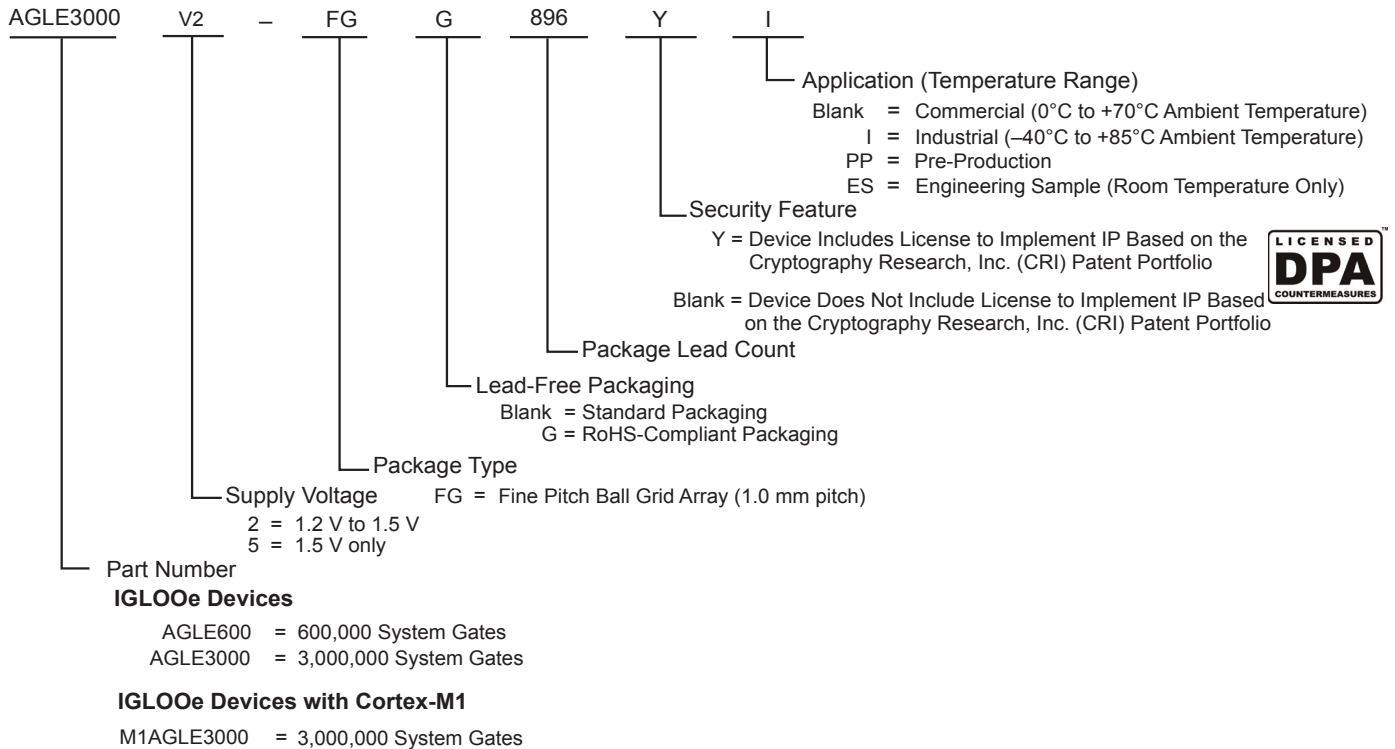 AGLE3000 V2 – FG G 896 Y I
Application (Temperature Range)
Blank = Commercial (0°C to +70°C Ambient Temperature)
I = Industrial (–40°C to +85°C Ambient Temperature)
PP = Pre-Production
ES = Engineering Sample (Room Temperature Only)
Security Feature
Y = Device Includes License to Implement IP Based on the
Cryptography Research, Inc. (CRI) Patent Portfolio
LICENSED
DPA
COUNTERMEASURES
™
Blank = Device Does Not Include License to Implement IP Based
on the Cryptography Research, Inc. (CRI) Patent Portfolio
Package Lead Count
Lead-Free Packaging
Blank = Standard Packaging
G = RoHS-Compliant Packaging
Package Type
FG = Fine Pitch Ball Grid Array (1.0 mm pitch)
Supply Voltage
2 = 1.2 V to 1.5 V
5 = 1.5 V only
Part Number
IGLOOe Devices
AGLE600 = 600,000 System Gates
AGLE3000 = 3,000,000 System Gates
IGLOOe Devices with Cortex-M1
M1AGLE3000 = 3,000,000 System Gates